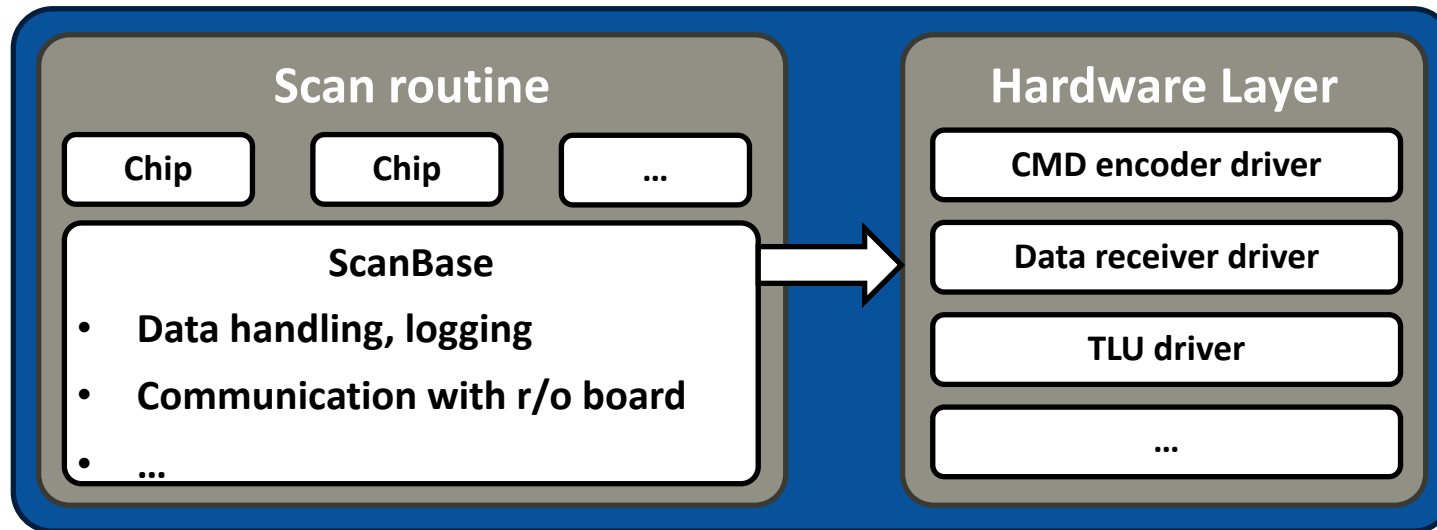 Scan routine
Chip
Chip
...
ScanBase
• Data handling, logging
• Communication with r/o board
• ...
Hardware Layer
CMD encoder driver
Data receiver driver
TLU driver
...